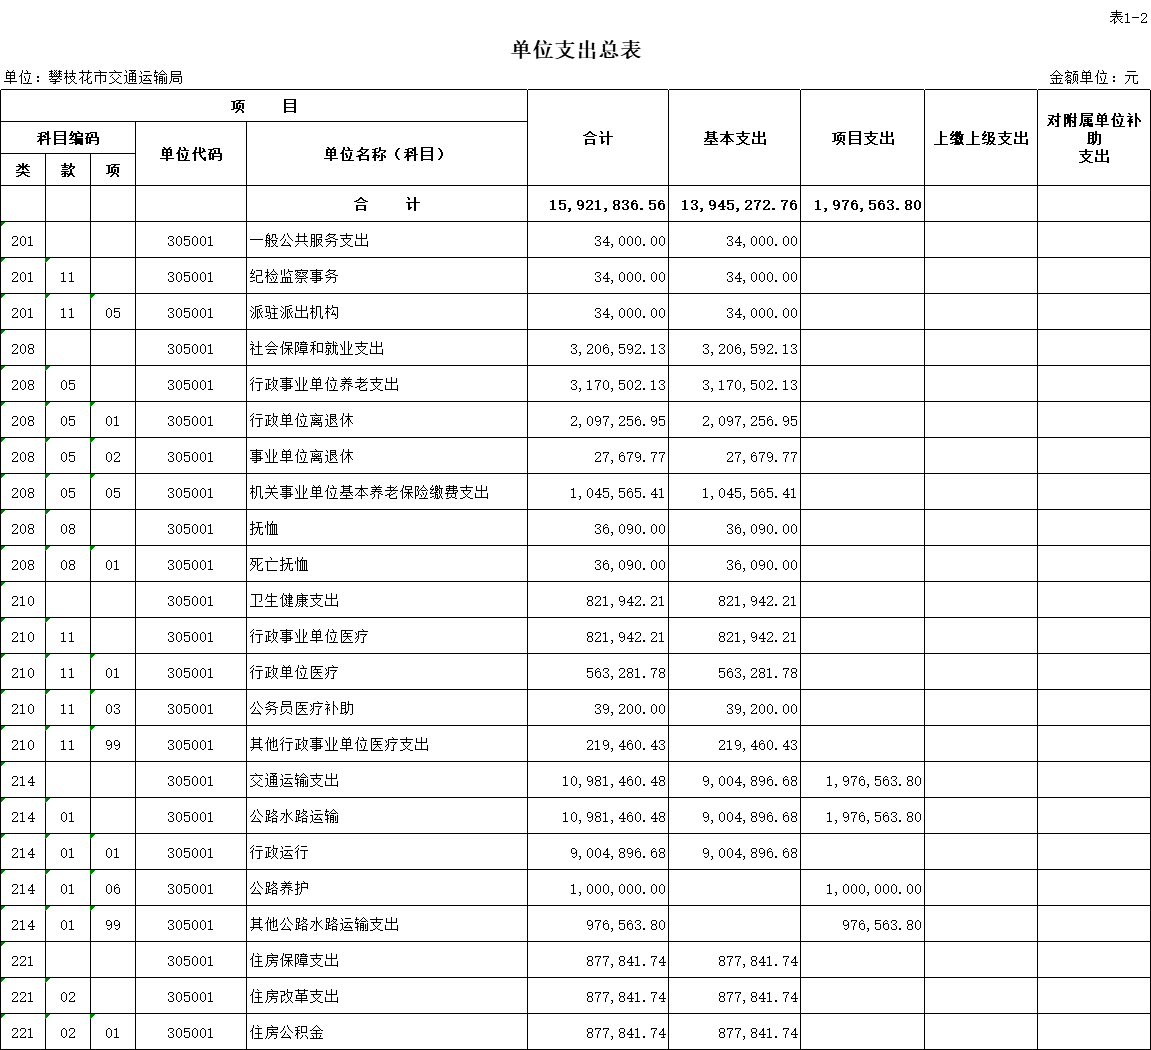 表1-2
单位支出总表
单位：攀枝花市交通运输局 金额单位：元
项 目 合计 基本支出 项目支出 上缴上级支出 对附属单位补助支出
科目编码 单位代码 单位名称（科目）
类 款 项
合 计 15,921,836.56 13,945,272.76 1,976,563.80
201 305001 一般公共服务支出 34,000.00 34,000.00
201 11 305001 纪检监察事务 34,000.00 34,000.00
201 11 05 305001 派驻派出机构 34,000.00 34,000.00
208 305001 社会保障和就业支出 3,206,592.13 3,206,592.13
208 05 305001 行政事业单位养老支出 3,170,502.13 3,170,502.13
208 05 01 305001 行政单位离退休 2,097,256.95 2,097,256.95
208 05 02 305001 事业单位离退休 27,679.77 27,679.77
208 05 05 305001 机关事业单位基本养老保险缴费支出 1,045,565.41 1,045,565.41
208 08 305001 抚恤 36,090.00 36,090.00
208 08 01 305001 死亡抚恤 36,090.00 36,090.00
210 305001 卫生健康支出 821,942.21 821,942.21
210 11 305001 行政事业单位医疗 821,942.21 821,942.21
210 11 01 305001 行政单位医疗 563,281.78 563,281.78
210 11 03 305001 公务员医疗补助 39,200.00 39,200.00
210 11 99 305001 其他行政事业单位医疗支出 219,460.43 219,460.43
214 305001 交通运输支出 10,981,460.48 9,004,896.68 1,976,563.80
214 01 305001 公路水路运输 10,981,460.48 9,004,896.68 1,976,563.80
214 01 01 305001 行政运行 9,004,896.68 9,004,896.68
214 01 06 305001 公路养护 1,000,000.00 1,000,000.00
214 01 99 305001 其他公路水路运输支出 976,563.80 976,563.80
221 305001 住房保障支出 877,841.74 877,841.74
221 02 305001 住房改革支出 877,841.74 877,841.74
221 02 01 305001 住房公积金 877,841.74 877,841.74